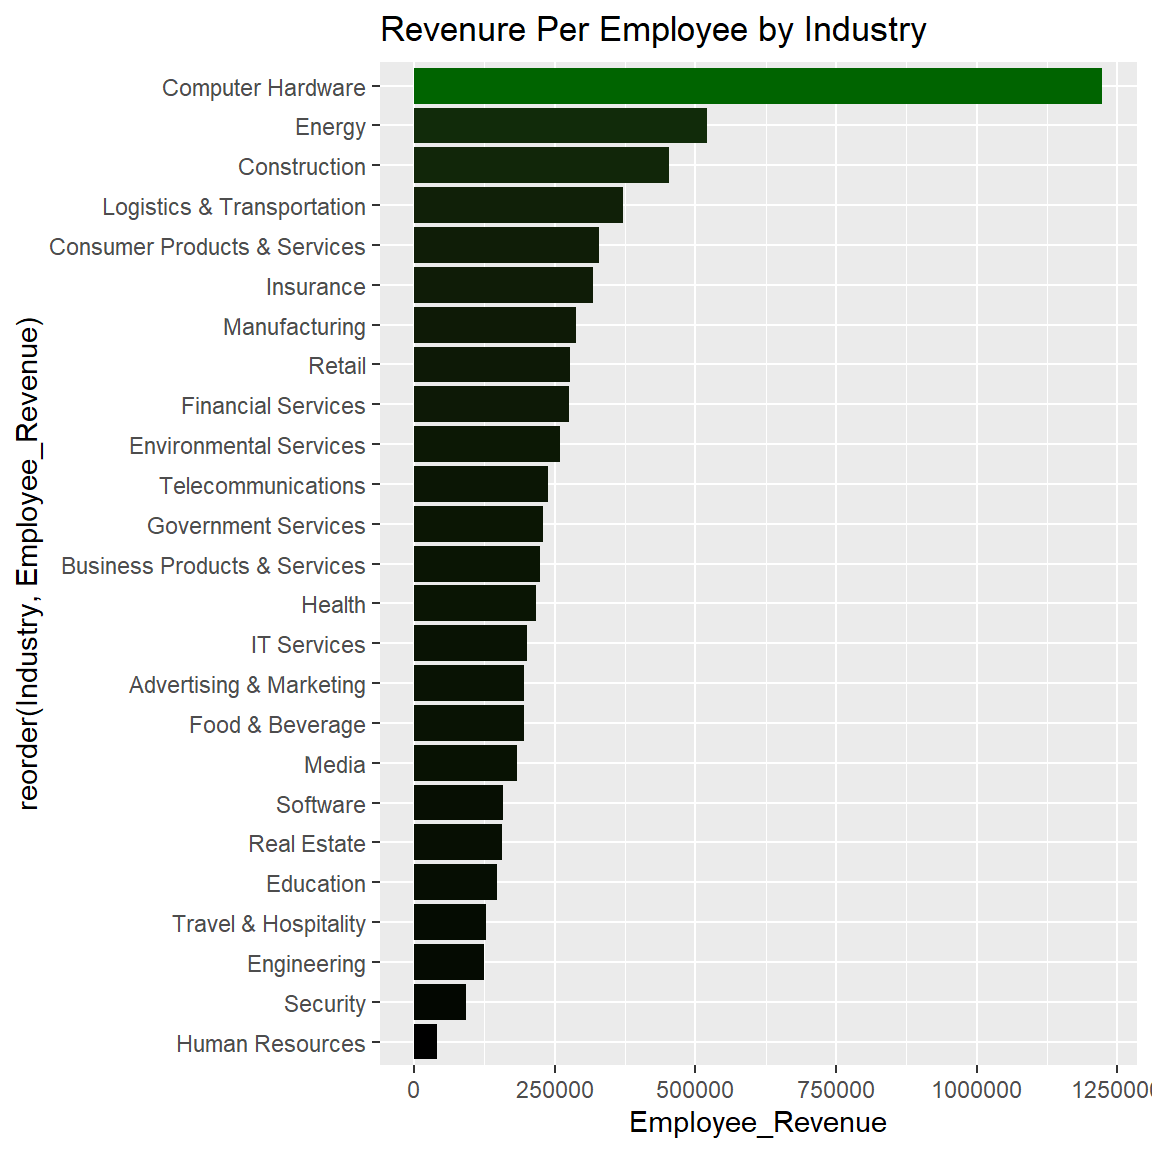 Revenure Per Employee by Industry
reorder(Industry, Employee_Revenue)
Computer Hardware
Energy
Construction
Logistics & Transportation
Consumer Products & Services
Insurance
Manufacturing
Retail
Financial Services
Environmental Services
Telecommunications
Government Services
Business Products & Services
Health
IT Services
Advertising & Marketing
Food & Beverage
Media
Software
Real Estate
Education
Travel & Hospitality
Engineering
Security
Human Resources
0 250000 500000 750000 1000000 1250000
Employee_Revenue